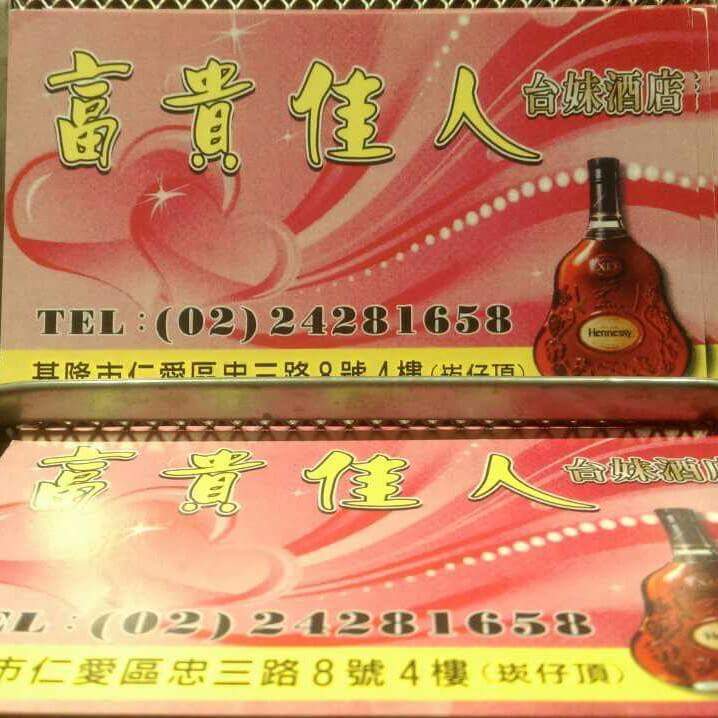 富貴佳人 台妹酒店
XO
Hennessy
TEL:(02)24281658
基隆市仁愛區忠三路8號4樓(崁仔頂)
富貴佳人 台妹酒店
EL:(02)24281658
市仁愛區忠三路8號4樓(崁仔頂)